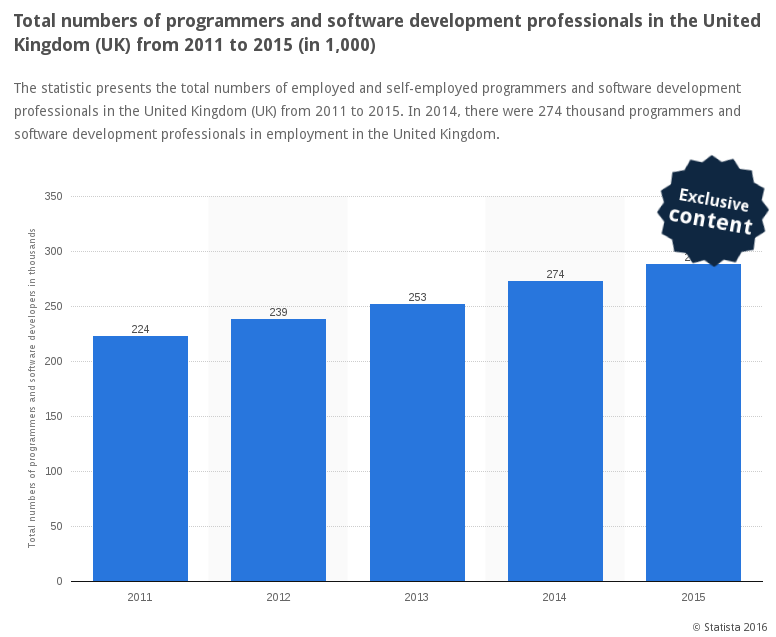 Total numbers of programmers and software development professionals in the United
Kingdom (UK) from 2011 to 2015 (in 1,000)
The statistic presents the total numbers of employed and self-employed programmers and software development
professionals in the United Kingdom (UK) from 2011 to 2015. In 2014, there were 274 thousand programmers and
software development professionals in employment in the United Kingdom.
Exclusive
content
Total numbers of programmers and software developers in thousands
350
300
250
200
150
100
50
0
224
239
253
274
2011
2012
2013
2014
2015
© Statista 2016